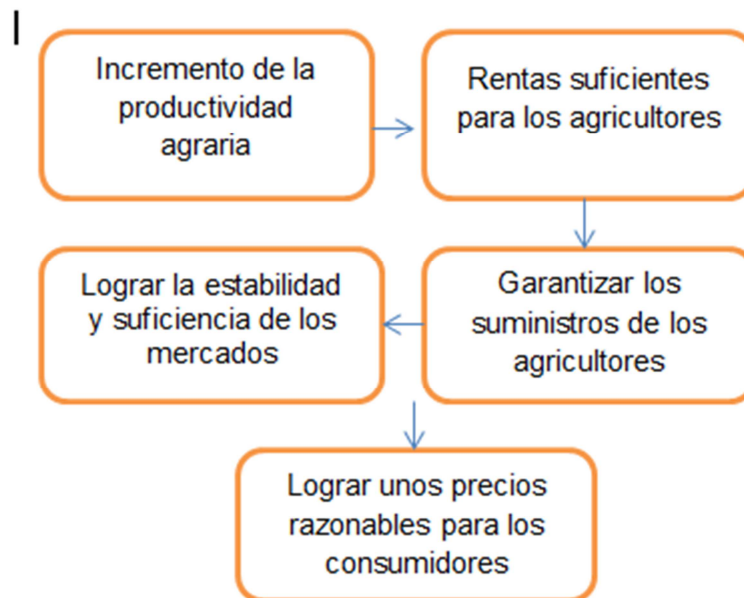 Incremento de la
productividad
agraria
Rentas suficientes
para los agricultores
Garantizar los
suministros de los
agricultores
Lograr la estabilidad
y suficiencia de los
mercados
Lograr unos precios
razonables para los
consumidores